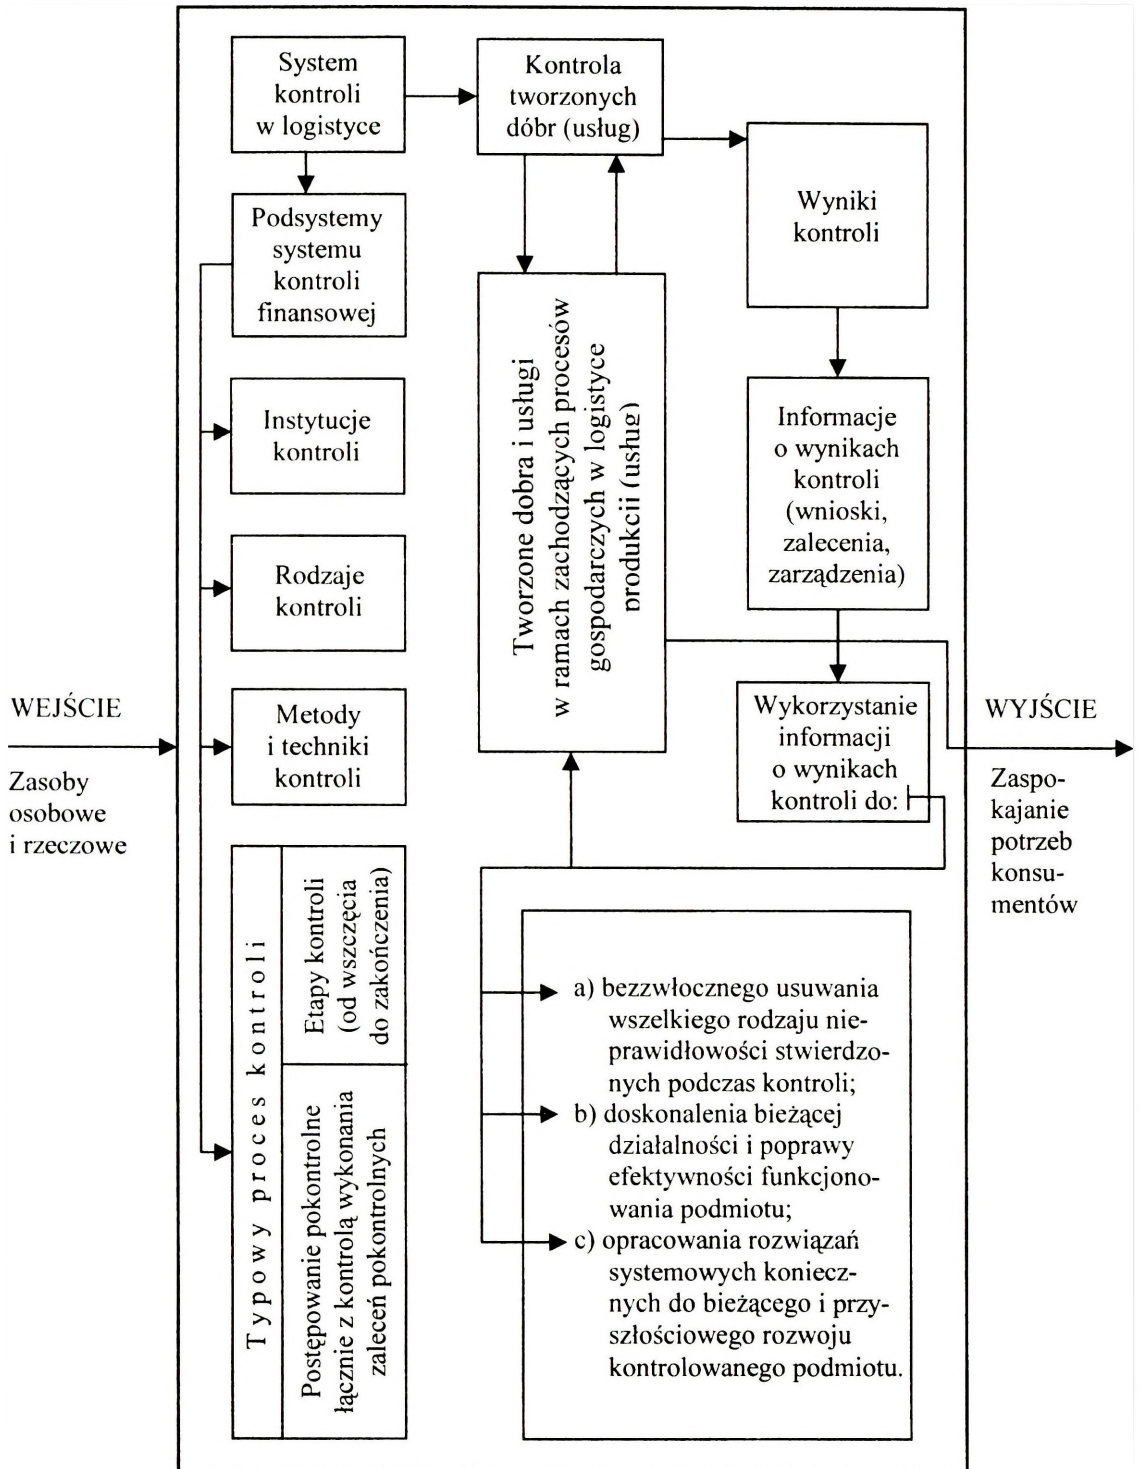 System
kontroli
w logistyce
Kontrola
tworzonych
dóbr (usług)
Wyniki
kontroli
Podsystemy
systemu
kontroli
finansowej
Instytucje
kontroli
Rodzaje
kontroli
Metody
i techniki
kontroli
Typowy proces kontroli
Etapy kontroli
(od wszczęcia
do zakończenia)
Postępowanie pokontrolne
łącznie z kontrolą wykonania
zaleceń pokontrolnych
Tworzone dobra i usługi
w ramach zachodzących procesów
gospodarczych w logistyce
produkcji (usług)
Informacje
o wynikach
kontroli
(wnioski,
zalecenia,
zarządzenia)
Wykorzystanie
informacji
o wynikach
kontroli do:
a) bezzwłocznego usuwania
wszelkiego rodzaju nie-
prawidłowości stwierdzo-
nych podczas kontroli;
b) doskonalenia bieżącej
działalności i poprawy
efektywności funkcjono-
wania podmiotu;
c) opracowania rozwiązań
systemowych koniecz-
nych do bieżącego i przy-
szłościowego rozwoju
kontrolowanego podmiotu.
WEJŚCIE
Zasoby
osobowe
i rzeczowe
WYJŚCIE
Zaspo-
kajanie
potrzeb
konsu-
mentów